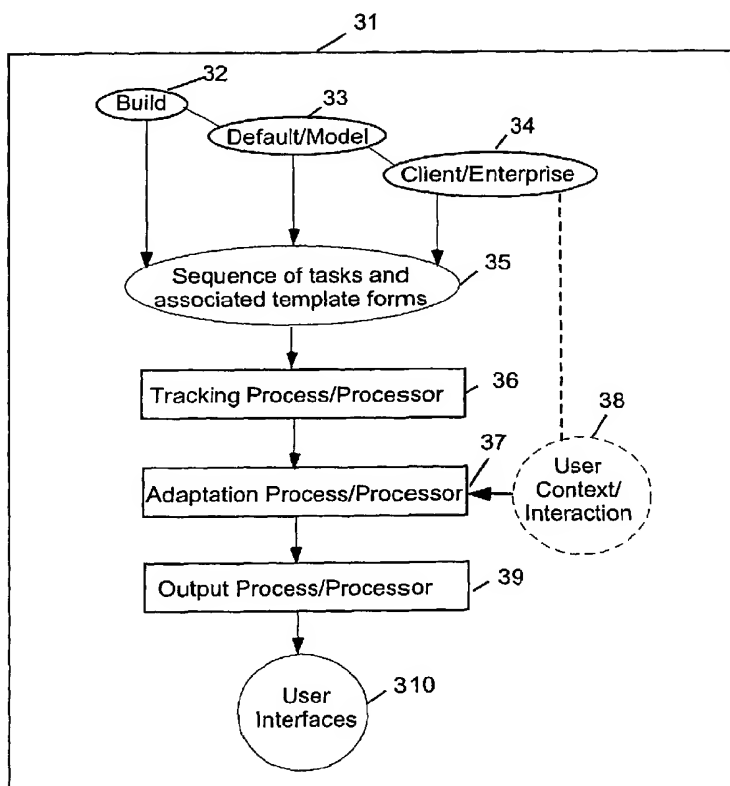 31
32
Build
33
Default/Model
34
Client/Enterprise
Sequence of tasks and
associated template forms
35
Tracking Process/Processor
36
37
38
Adaptation Process/Processor
User
Context/
Interaction
Output Process/Processor
39
User
Interfaces
310